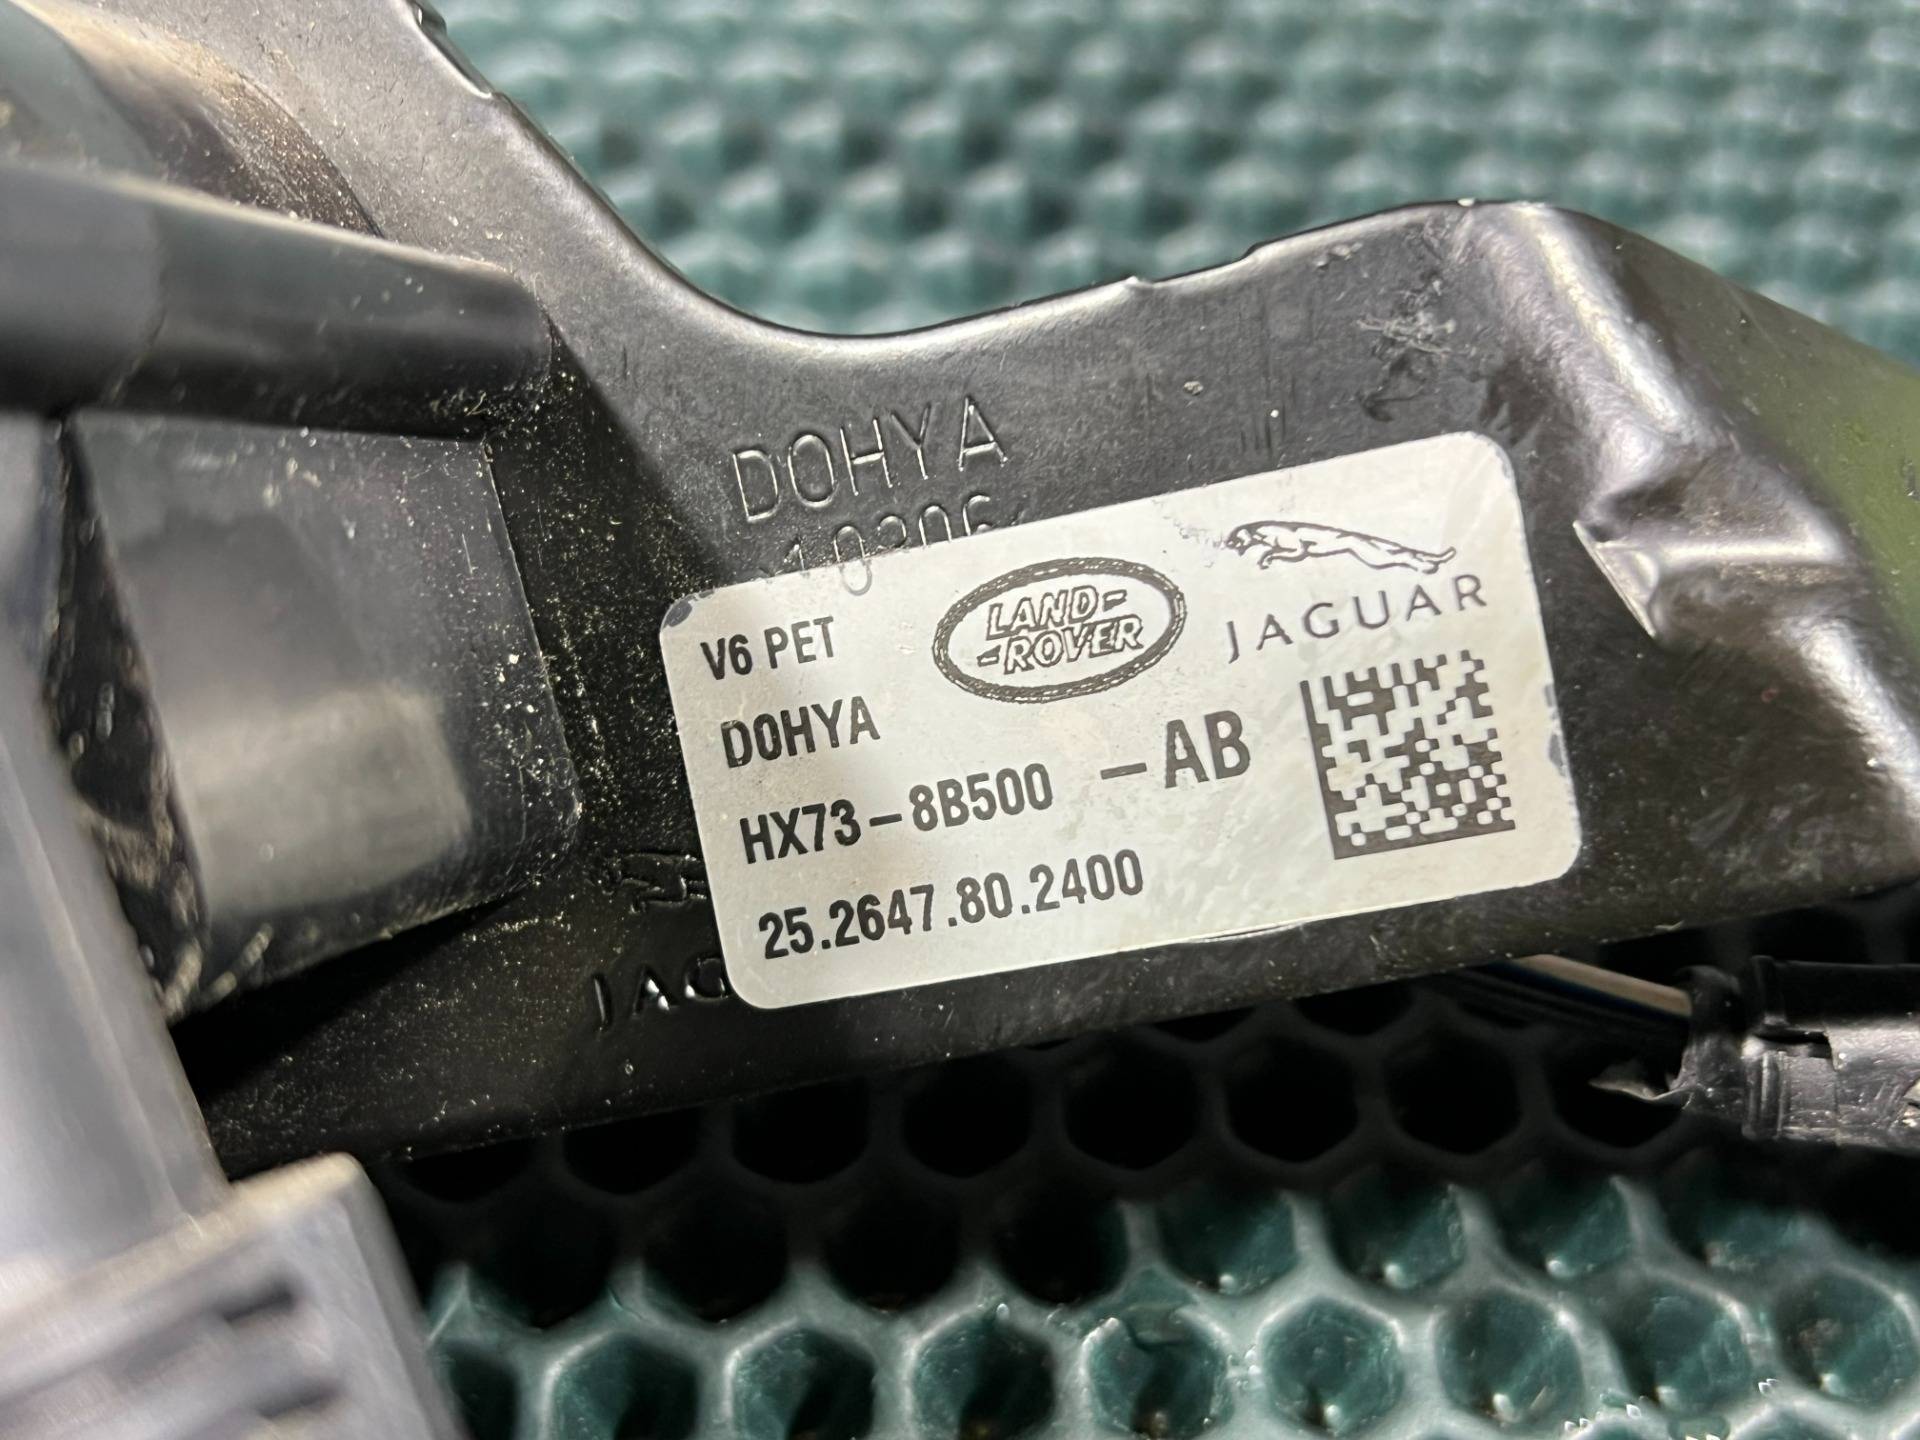 DOHYA
V6 PET
LAND-
-ROVER
JAGUAR
DOHYA
HX73-8B500 -AB
25.2647.80.2400